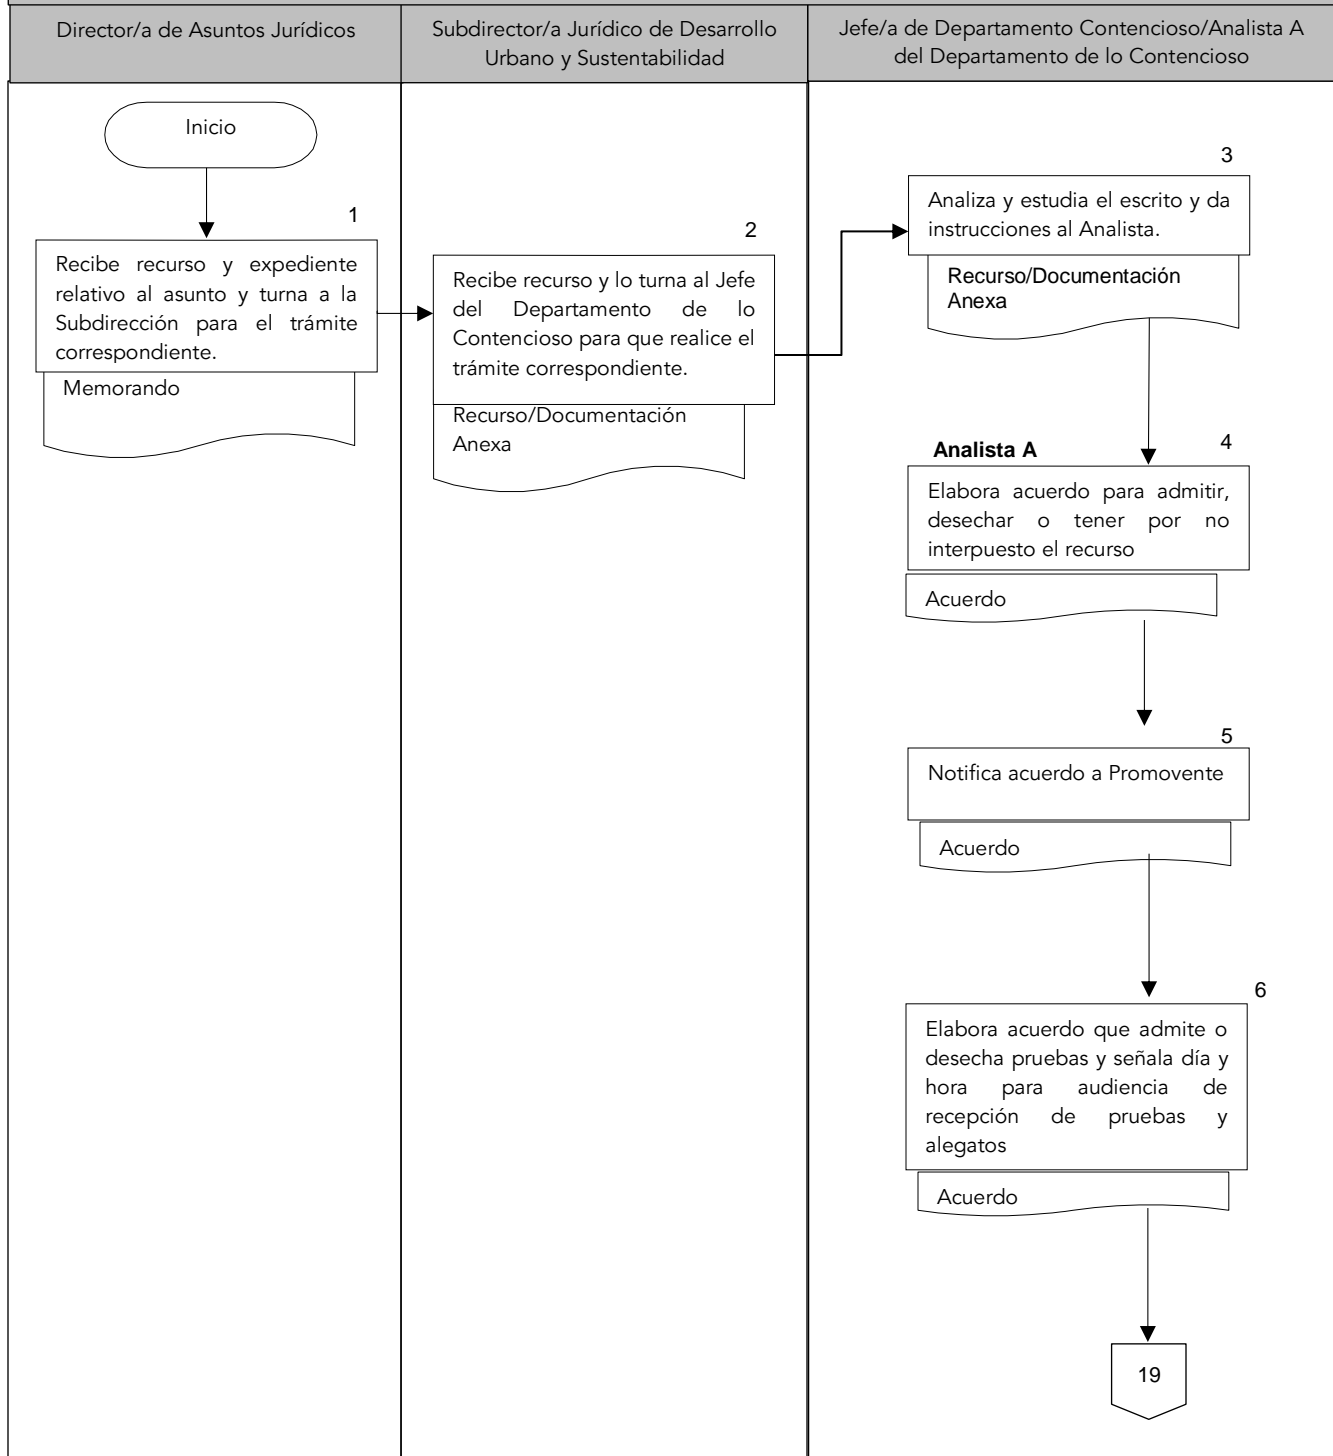 Director/a de Asuntos Jurídicos
Subdirector/a Jurídico de Desarrollo
Urbano y Sustentabilidad
Jefe/a de Departamento Contencioso/Analista A
del Departamento de lo Contencioso
Inicio
1
Recibe recurso y expediente
relativo al asunto y turna a la
Subdirección para el trámite
correspondiente.
Memorando
2
Recibe recurso y lo turna al Jefe
del Departamento de lo
Contencioso para que realice el
trámite correspondiente.
Recurso/Documentación
Anexa
3
Analiza y estudia el escrito y da
instrucciones al Analista.
Recurso/Documentación
Anexa
Analista A
4
Elabora acuerdo para admitir,
desechar o tener por no
interpuesto el recurso
Acuerdo
5
Notifica acuerdo a Promovente
Acuerdo
6
Elabora acuerdo que admite o
desecha pruebas y señala día y
hora para audiencia de
recepción de pruebas y
alegatos
Acuerdo
19